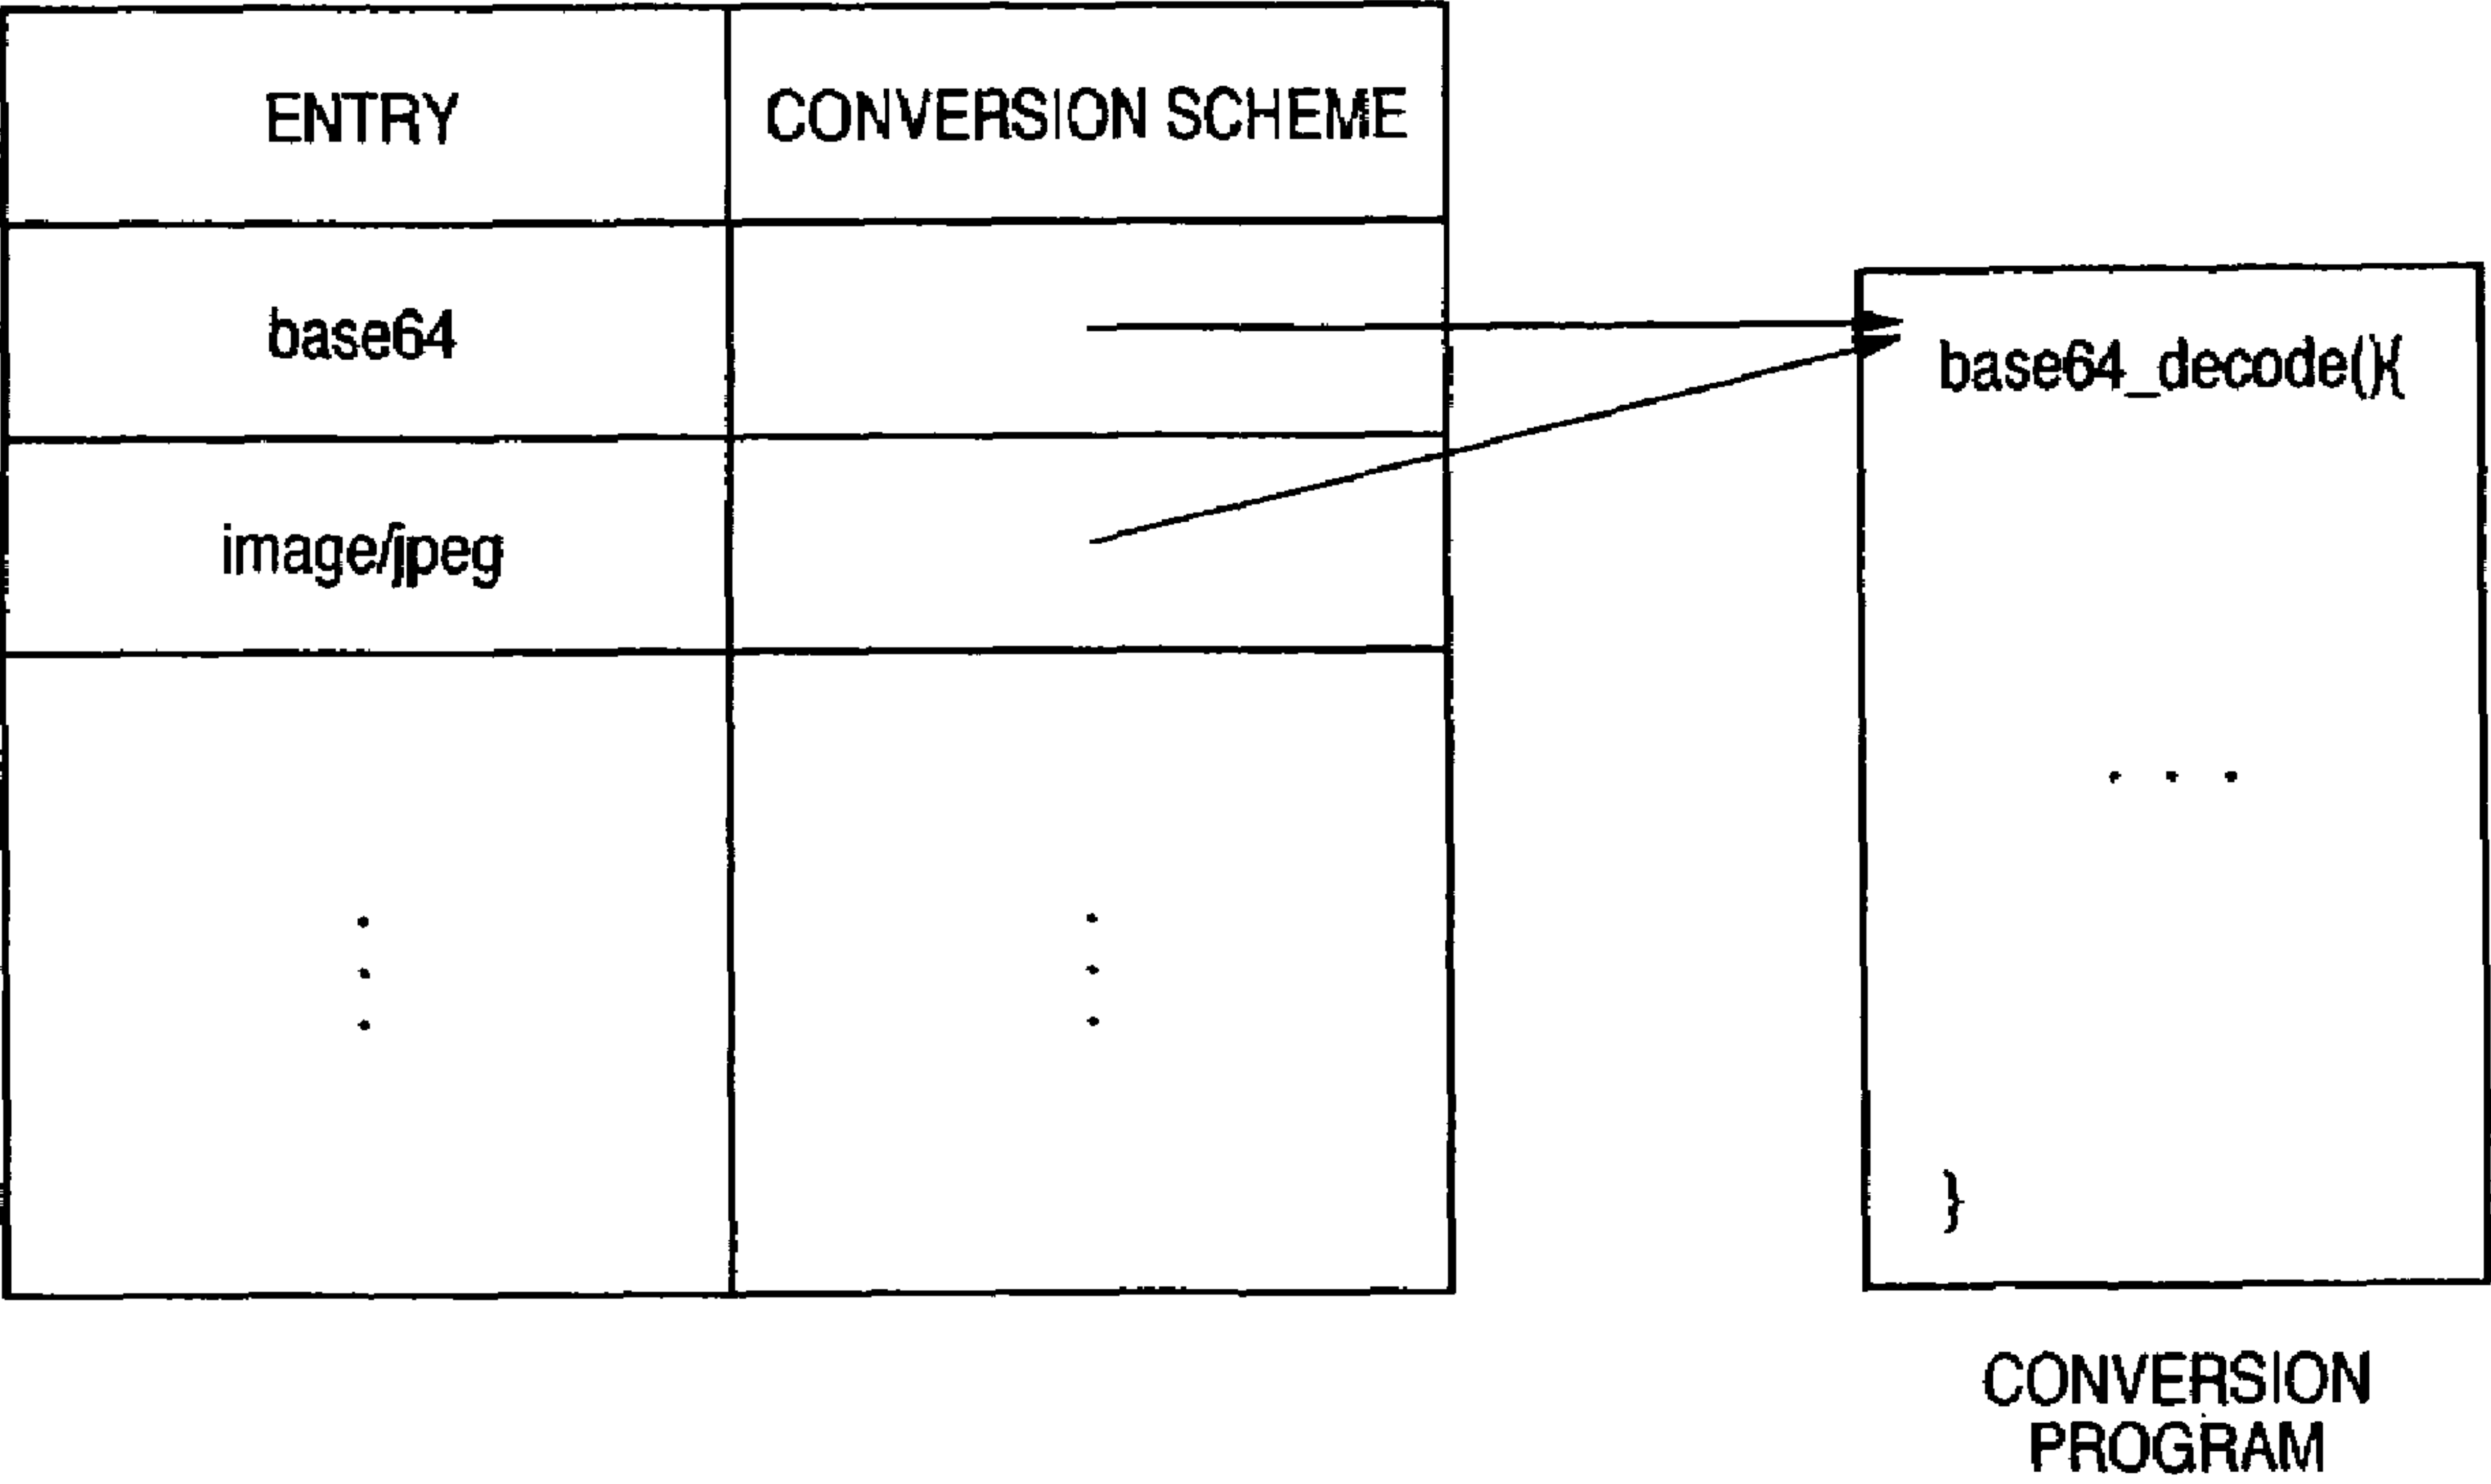 ENTRY CONVERSION SCHEME
base64
base64_decode(){
image/jpeg
. . .
}
CONVERSION
PROGRAM